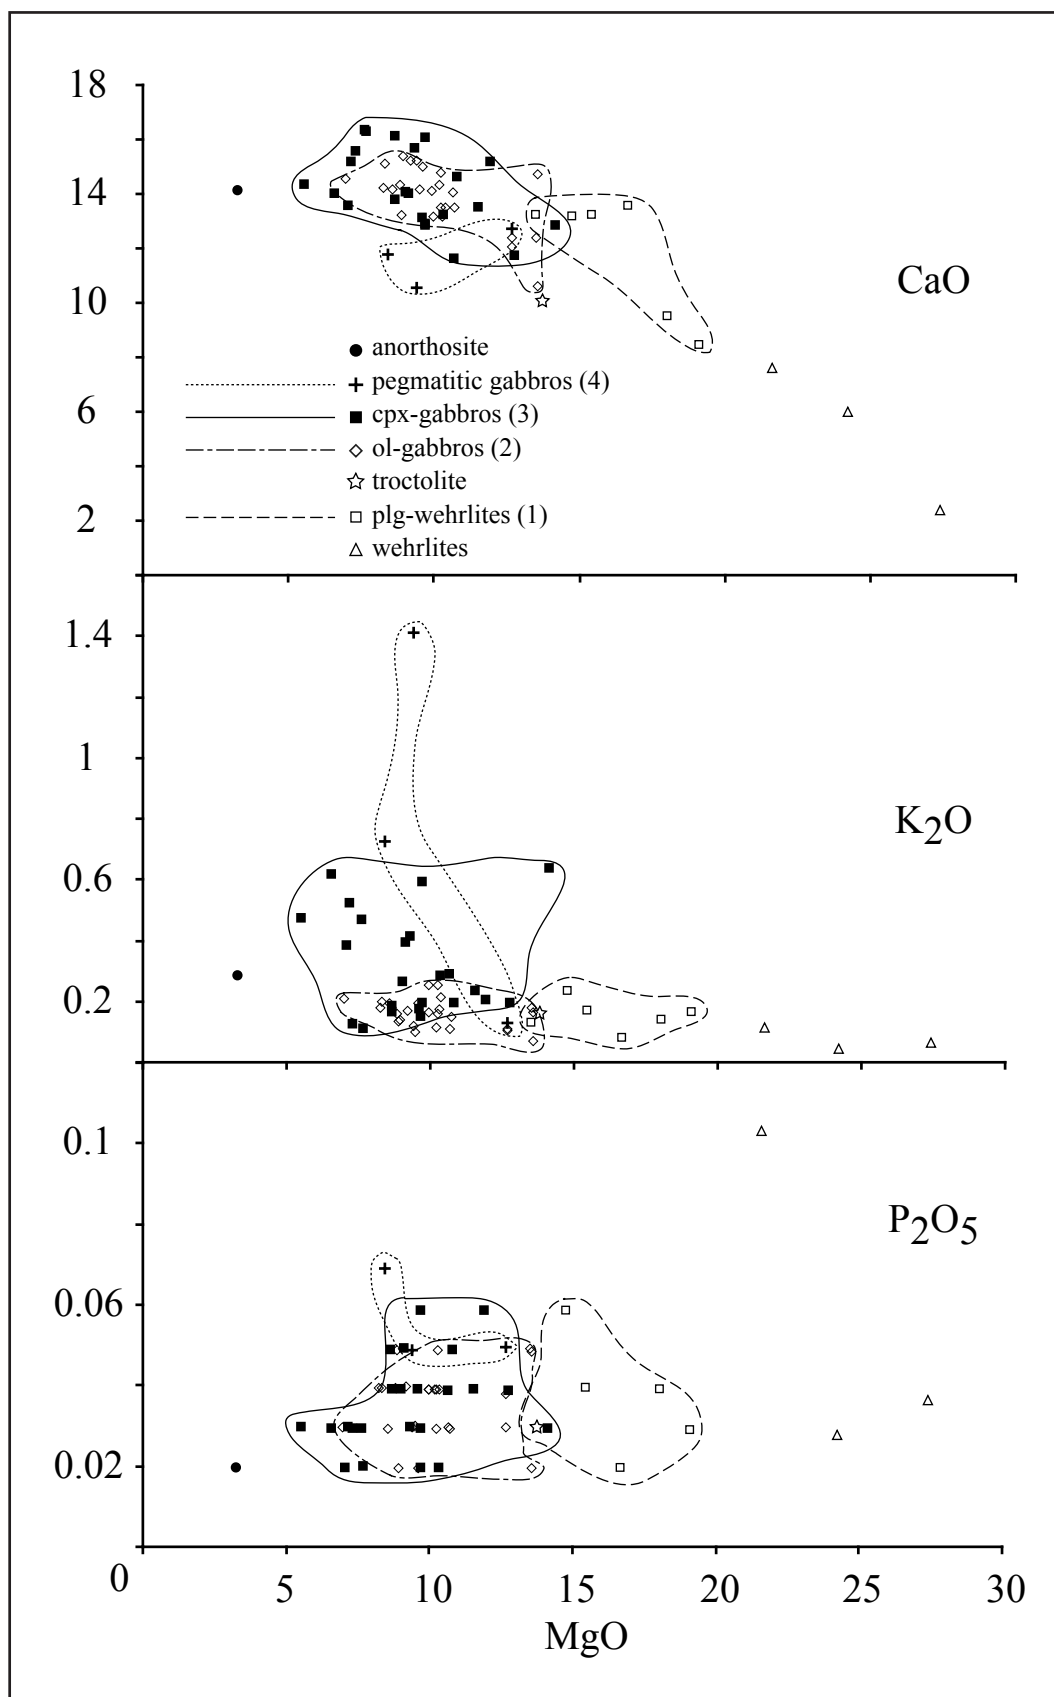 18
14
10
6
2
CaO
anorthosite
pegmatitic gabbros (4)
cpx-gabbros (3)
ol-gabbros (2)
troctolite
plg-wehrlites (1)
wehrlites
1.4
1
0.6
0.2
K2O
0.1
0.06
0.02
P2O5
0 5 10 15 20 25 30
MgO